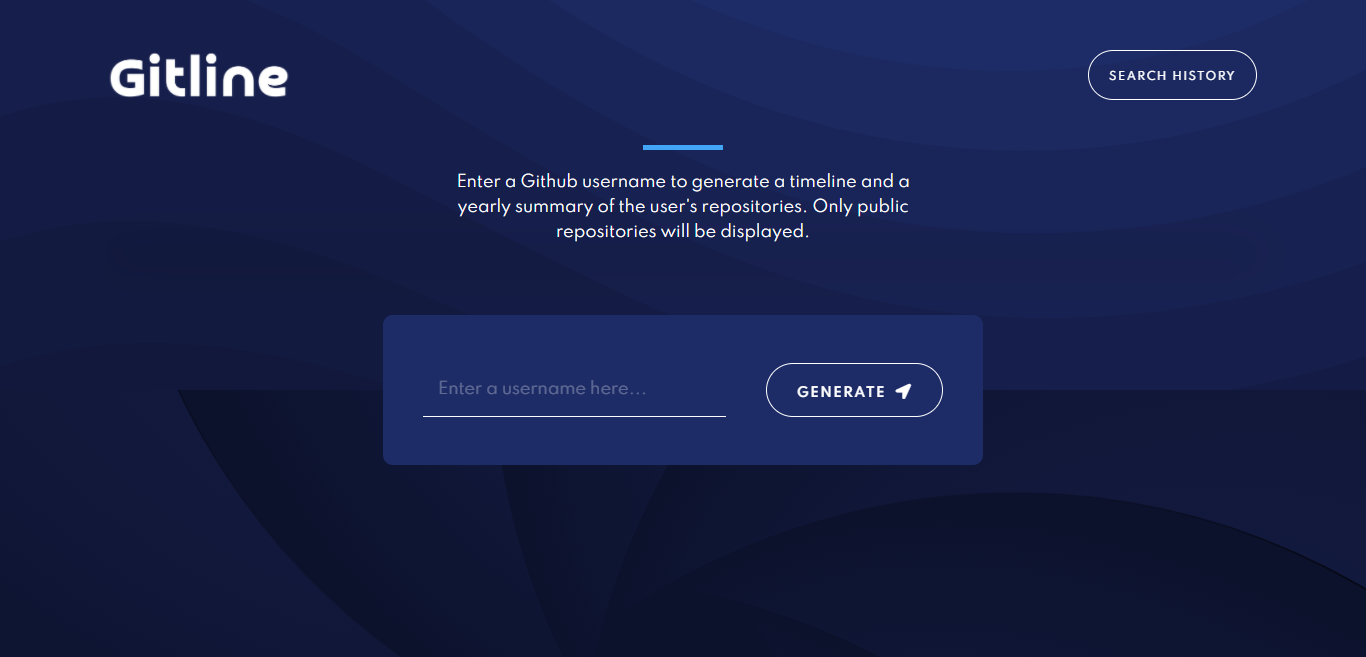 Gitline
SEARCH HISTORY
Enter a Github username to generate a timeline and a
yearly summary of the user's repositories. Only public
repositories will be displayed.
Enter a username here...
GENERATE